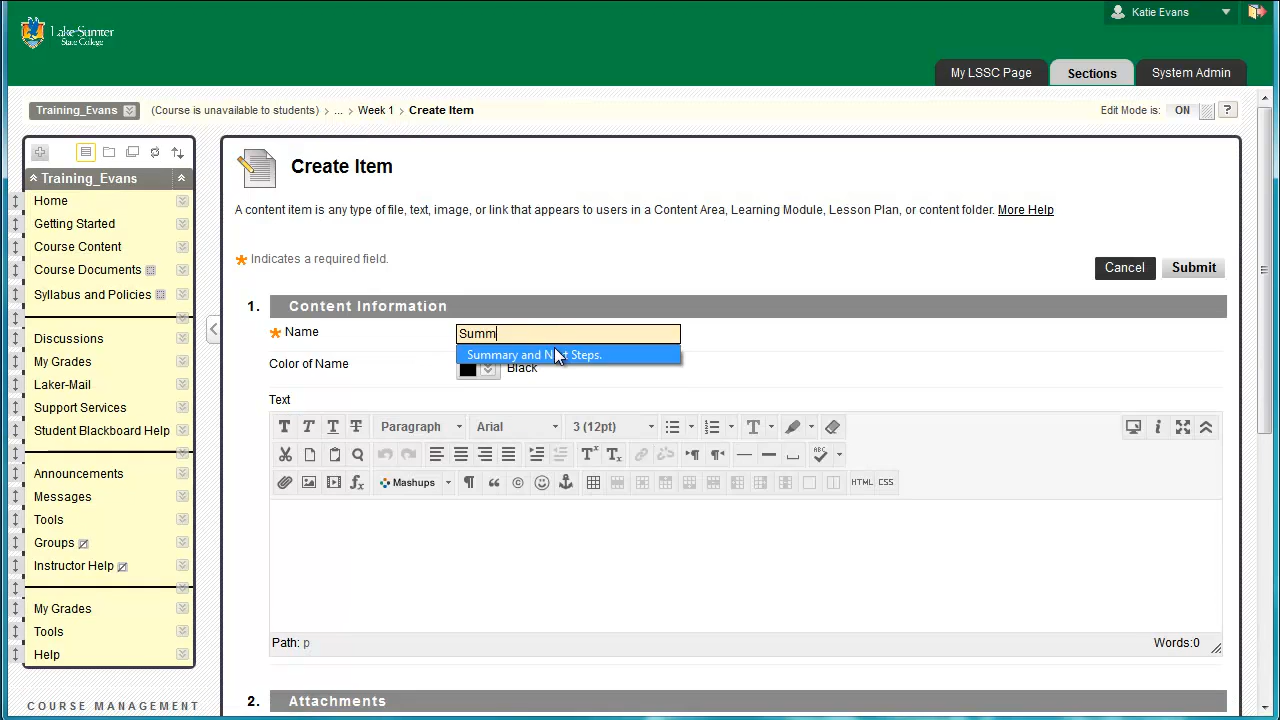 Lake-Sumter
State College
Katie Evans
My LSSC Page
Sections
System Admin
Training_Evans
(Course is unavailable to students) > ... > Week 1 > Create Item
Edit Mode is:
ON
?
Training_Evans
Home
Getting Started
Course Content
Course Documents
Syllabus and Policies
Discussions
My Grades
Laker-Mail
Support Services
Student Blackboard Help
Announcements
Messages
Tools
Groups
Instructor Help
My Grades
Tools
Help
COURSE MANAGEMENT
Create Item
A content item is any type of file, text, image, or link that appears to users in a Content Area, Learning Module, Lesson Plan, or content folder. More Help
Indicates a required field.
Cancel
Submit
1. Content Information
Name
Summ
Summary and Next Steps.
Color of Name
Black
Text
T T T T Paragraph Arial 3 (12pt) T
ABC
Mashups
HTML CSS
Path: p
Words:0
2. Attachments